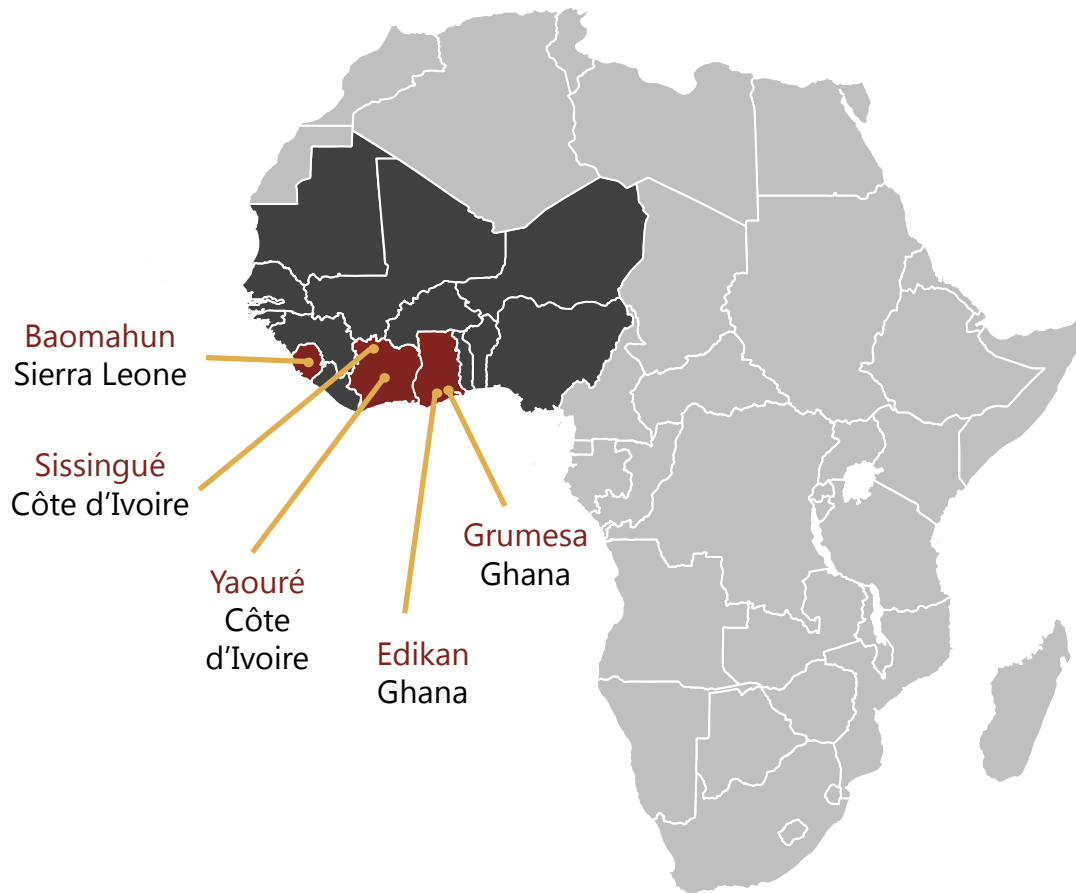 Baomahun
Sierra Leone
Sissingué
Côte d’Ivoire
Grumesa
Ghana
Yaouré
Côte
d’Ivoire
Edikan
Ghana